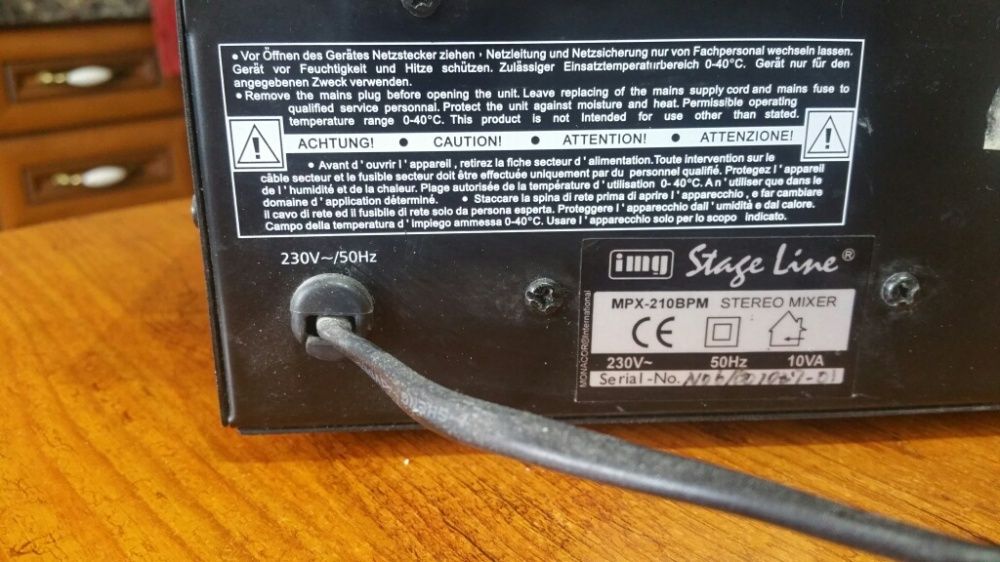 • Vor Öffnen des Gerätes Netzstecker ziehen · Netzleitung und Netzsicherung nur von Fachpersonal wechseln lassen.
Gerät vor Feuchtigkeit und Hitze schützen. Zulässiger Einsatztemperaturbereich 0-40°C. Gerät nur für den
angegebenen Zweck verwenden.
• Remove the mains plug before opening the unit. Leave replacing of the mains supply cord and mains fuse to
qualified service personnal. Protect the unit against moisture and heat. Permissible operating
temperature range 0-40°C. This product is not Intended for use other than stated.
ACHTUNG! • CAUTION! • ATTENTION! • ATTENZIONE!
• Avant d'ouvrir l'appareil, retirez la fiche secteur d'alimentation. Toute intervention sur le
câble secteur et le fusible secteur doit être effectuée uniquement par du personnel qualifié. Protegez l'appareil
de l'humidité et de la chaleur. Plage autorisée de la température d'utilisation 0-40°C. A n'utiliser que dans le
domaine d'application déterminé. • Staccare la spina di rete prima di aprire l'apparecchio, e far cambiare
il cavo di rete ed il fusibile di rete solo da persona esperta. Proteggere l'apparecchio dall'umidità e dal calore.
Campo della temperatura d'impiego ammessa 0-40°C. Usare l'apparecchio solo per lo scopo indicato.
230V~/50Hz
img Stage Line®
MPX-210BPM STEREO MIXER
CE
230V~ 50Hz 10VA
Serial-No.
MONACOR®International